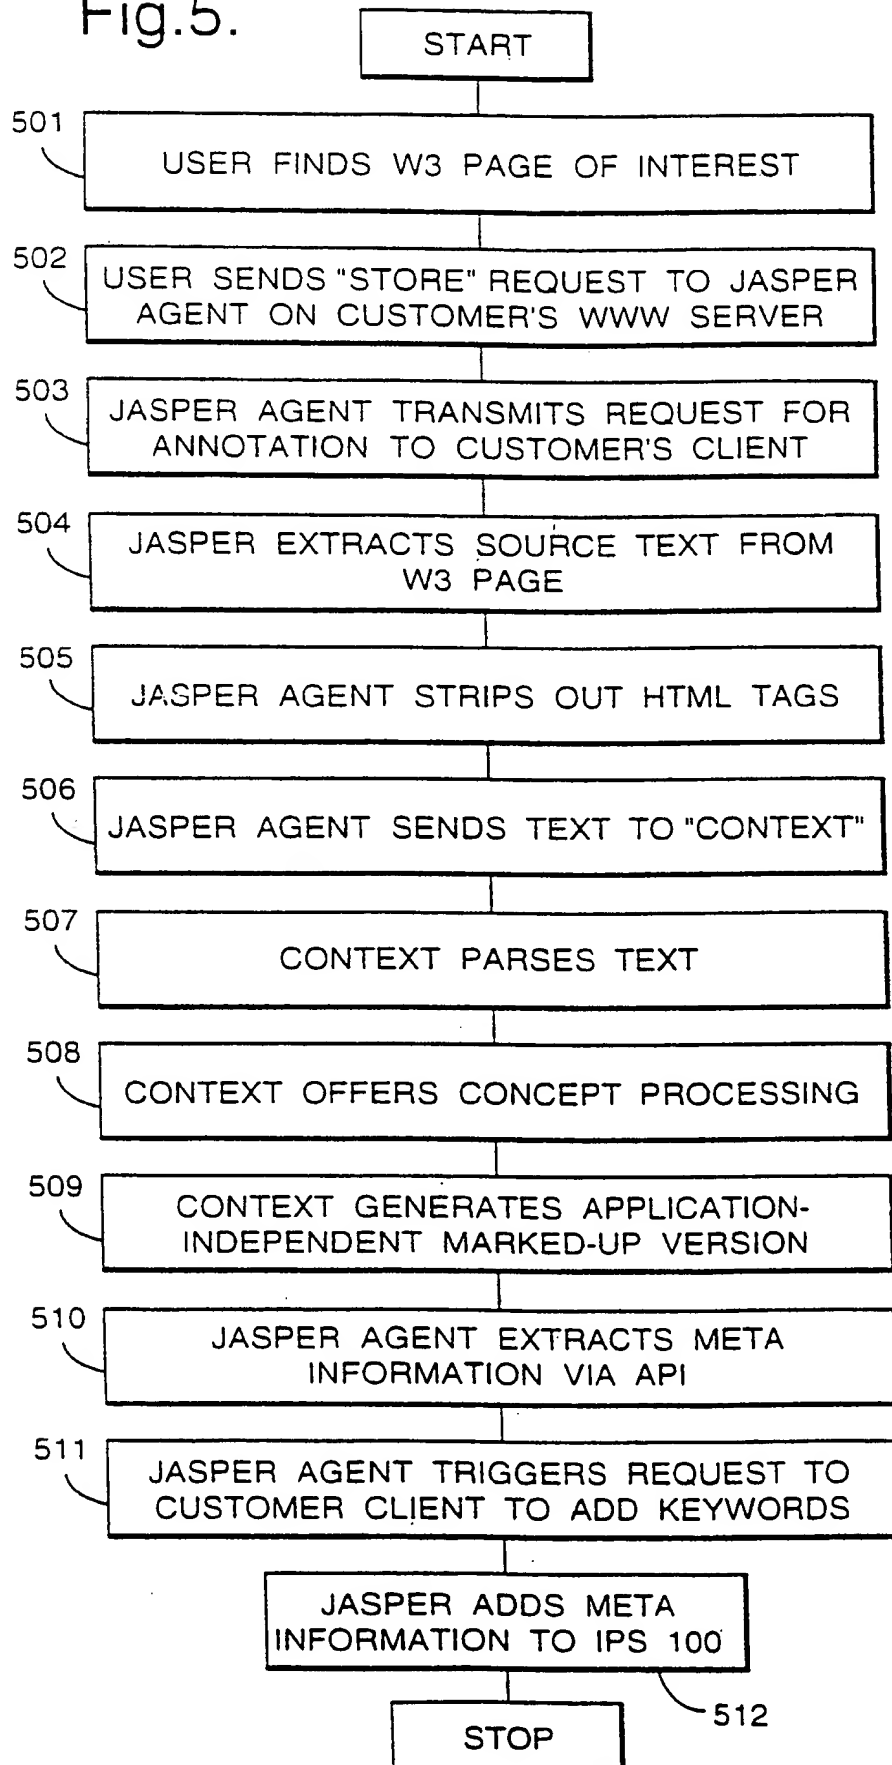 Fig.5.
START
501
USER FINDS W3 PAGE OF INTEREST
502
USER SENDS "STORE" REQUEST TO JASPER
AGENT ON CUSTOMER'S WWW SERVER
503
JASPER AGENT TRANSMITS REQUEST FOR
ANNOTATION TO CUSTOMER'S CLIENT
504
JASPER EXTRACTS SOURCE TEXT FROM
W3 PAGE
505
JASPER AGENT STRIPS OUT HTML TAGS
506
JASPER AGENT SENDS TEXT TO "CONTEXT"
507
CONTEXT PARSES TEXT
508
CONTEXT OFFERS CONCEPT PROCESSING
509
CONTEXT GENERATES APPLICATION-
INDEPENDENT MARKED-UP VERSION
510
JASPER AGENT EXTRACTS META
INFORMATION VIA API
511
JASPER AGENT TRIGGERS REQUEST TO
CUSTOMER CLIENT TO ADD KEYWORDS
JASPER ADDS META
INFORMATION TO IPS 100
512
STOP